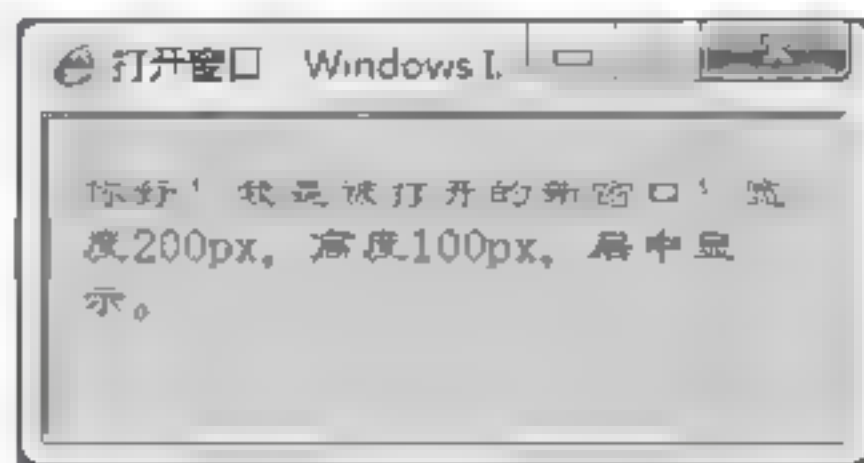 打开窗口 Windows I.
你好，我是被打开的新窗口，宽
度200px，高度100px，居中显
示。